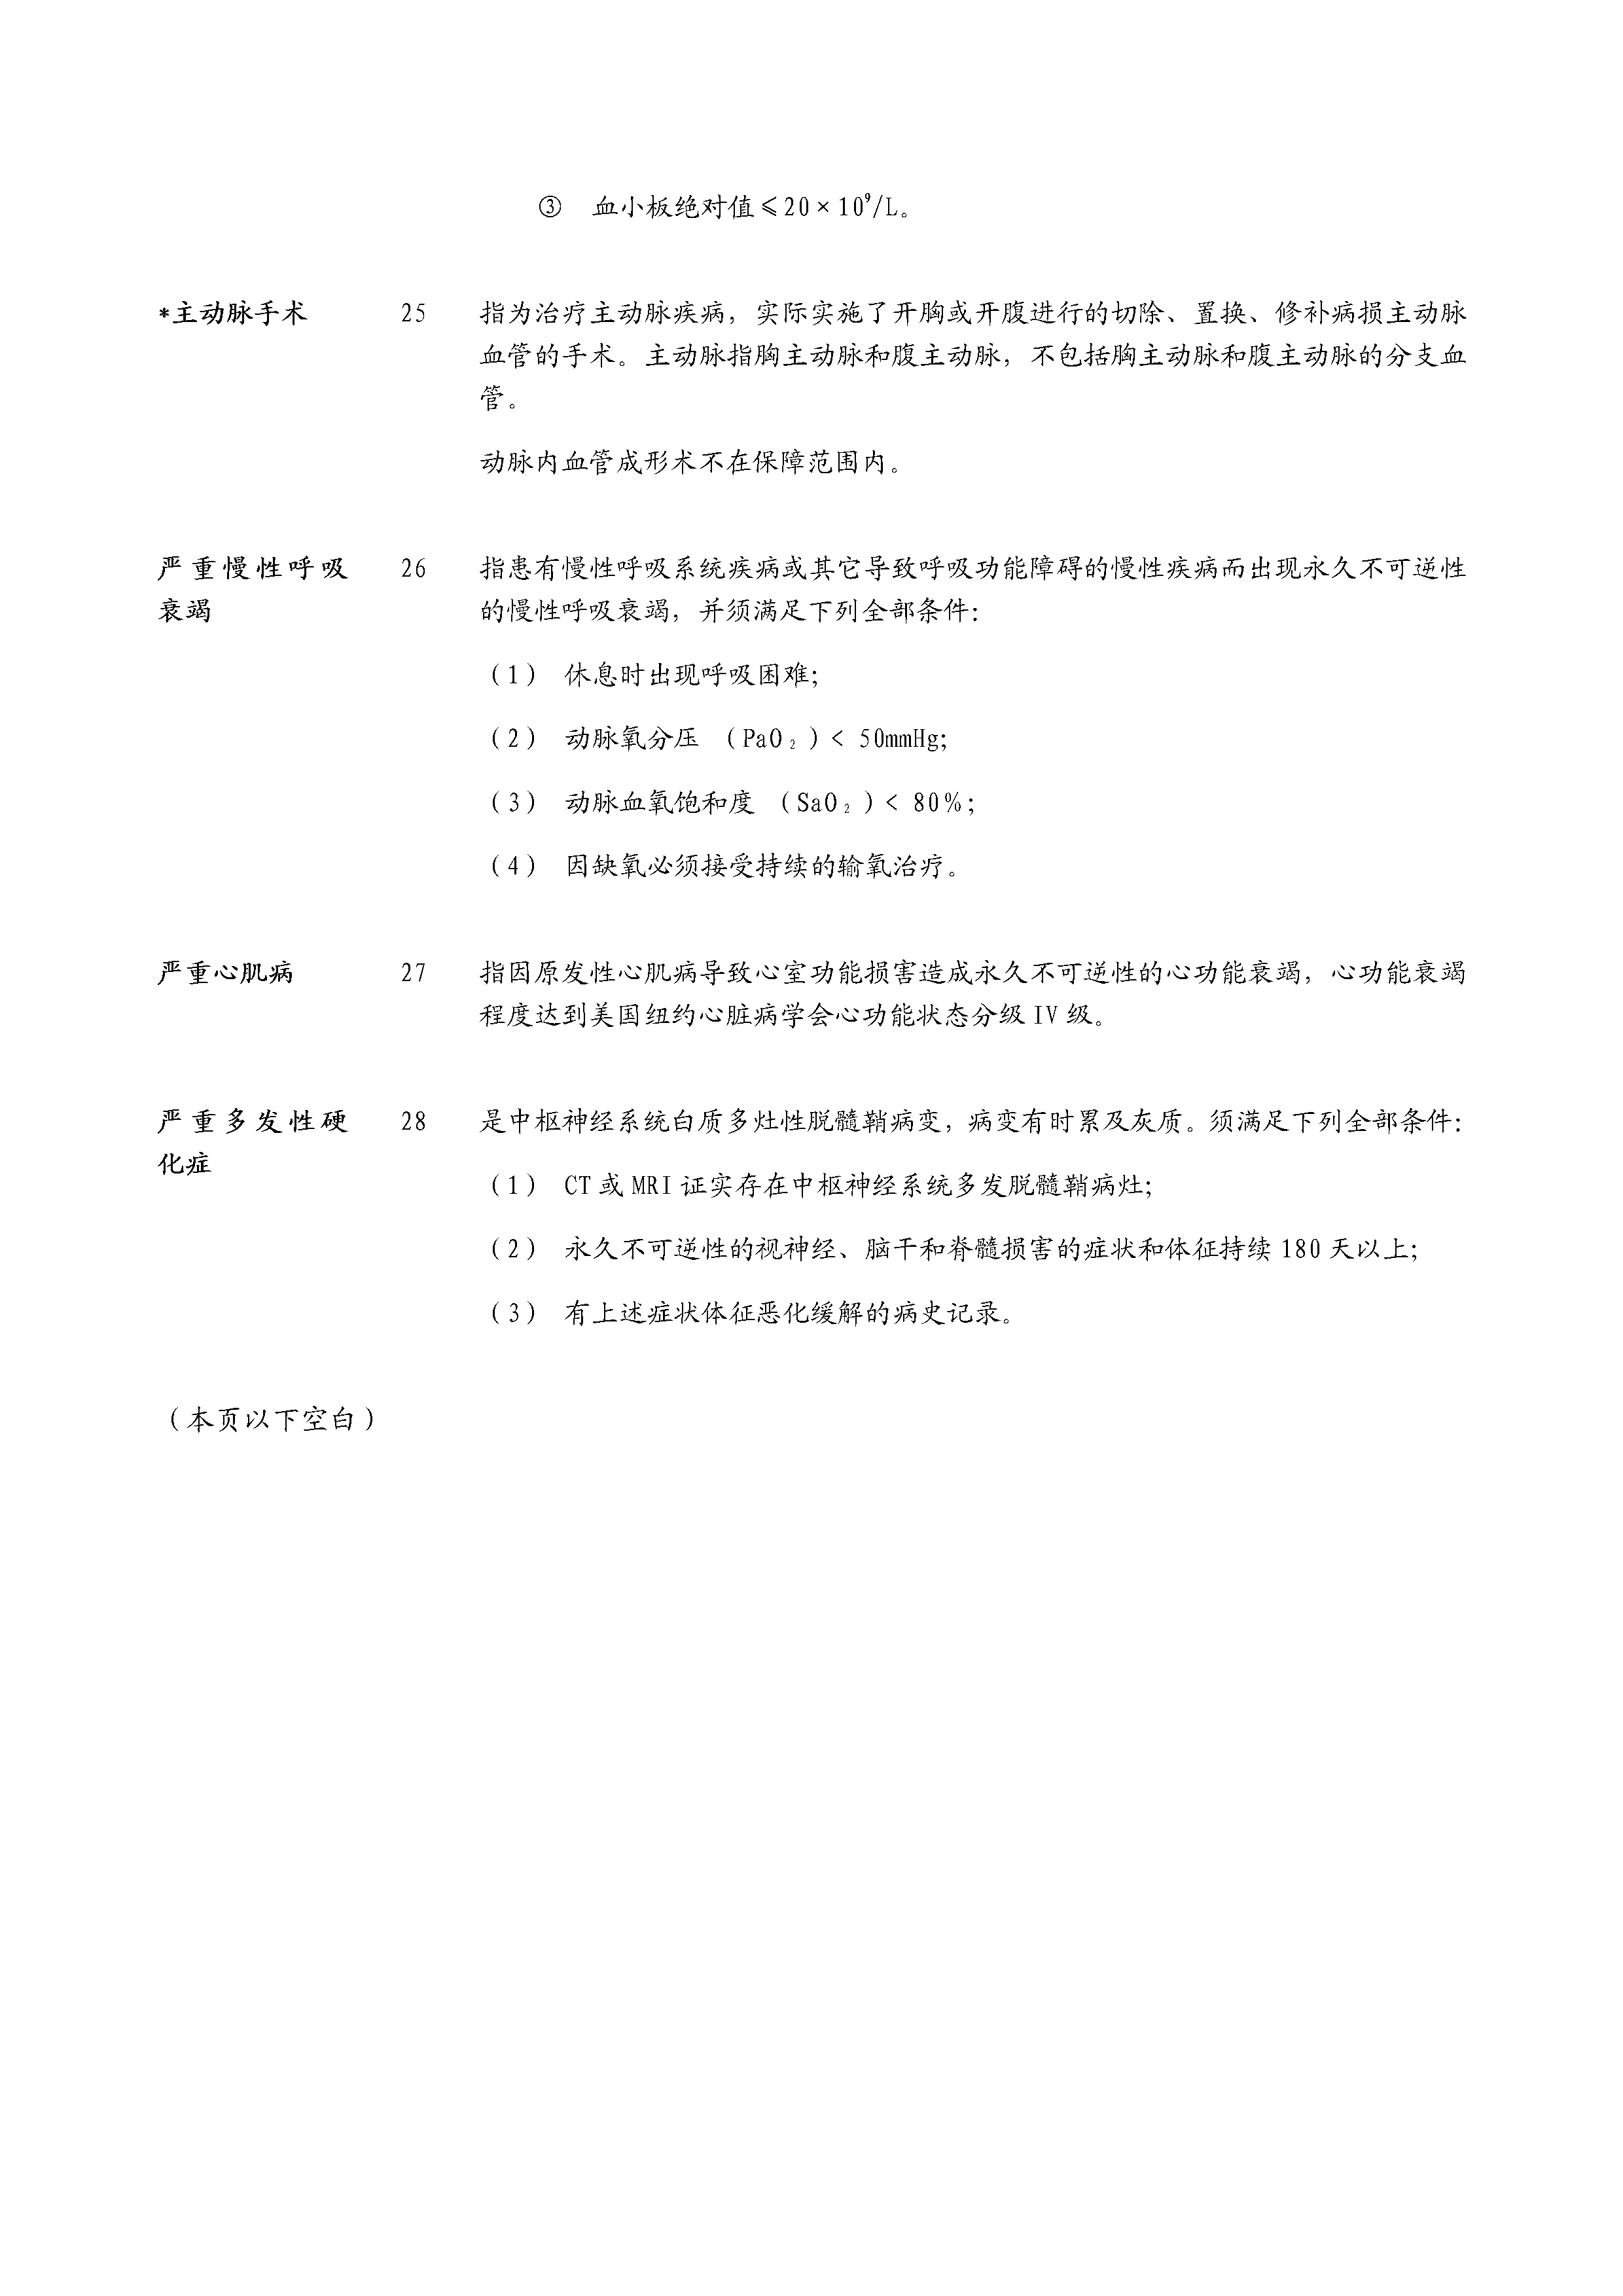 ③ 血小板绝对值≤20×10⁹/L。
*主动脉手术 25 指为治疗主动脉疾病，实际实施了开胸或开腹进行的切除、置换、修补病损主动脉
血管的手术。主动脉指胸主动脉和腹主动脉，不包括胸主动脉和腹主动脉的分支血
管。
动脉内血管成形术不在保障范围内。
严重慢性呼吸 26 指患有慢性呼吸系统疾病或其它导致呼吸功能障碍的慢性疾病而出现永久不可逆性
衰竭 的慢性呼吸衰竭，并须满足下列全部条件：
（1） 休息时出现呼吸困难；
（2） 动脉氧分压 （PaO₂）< 50mmHg；
（3） 动脉血氧饱和度 （SaO₂）< 80%；
（4） 因缺氧必须接受持续的输氧治疗。
严重心肌病 27 指因原发性心肌病导致心室功能损害造成永久不可逆性的心功能衰竭，心功能衰竭
程度达到美国纽约心脏病学会心功能状态分级 IV 级。
严重多发性硬 28 是中枢神经系统白质多灶性脱髓鞘病变，病变有时累及灰质。须满足下列全部条件：
化症
（1） CT 或 MRI 证实存在中枢神经系统多发脱髓鞘病灶；
（2） 永久不可逆性的视神经、脑干和脊髓损害的症状和体征持续 180 天以上；
（3） 有上述症状体征恶化缓解的病史记录。
（本页以下空白）